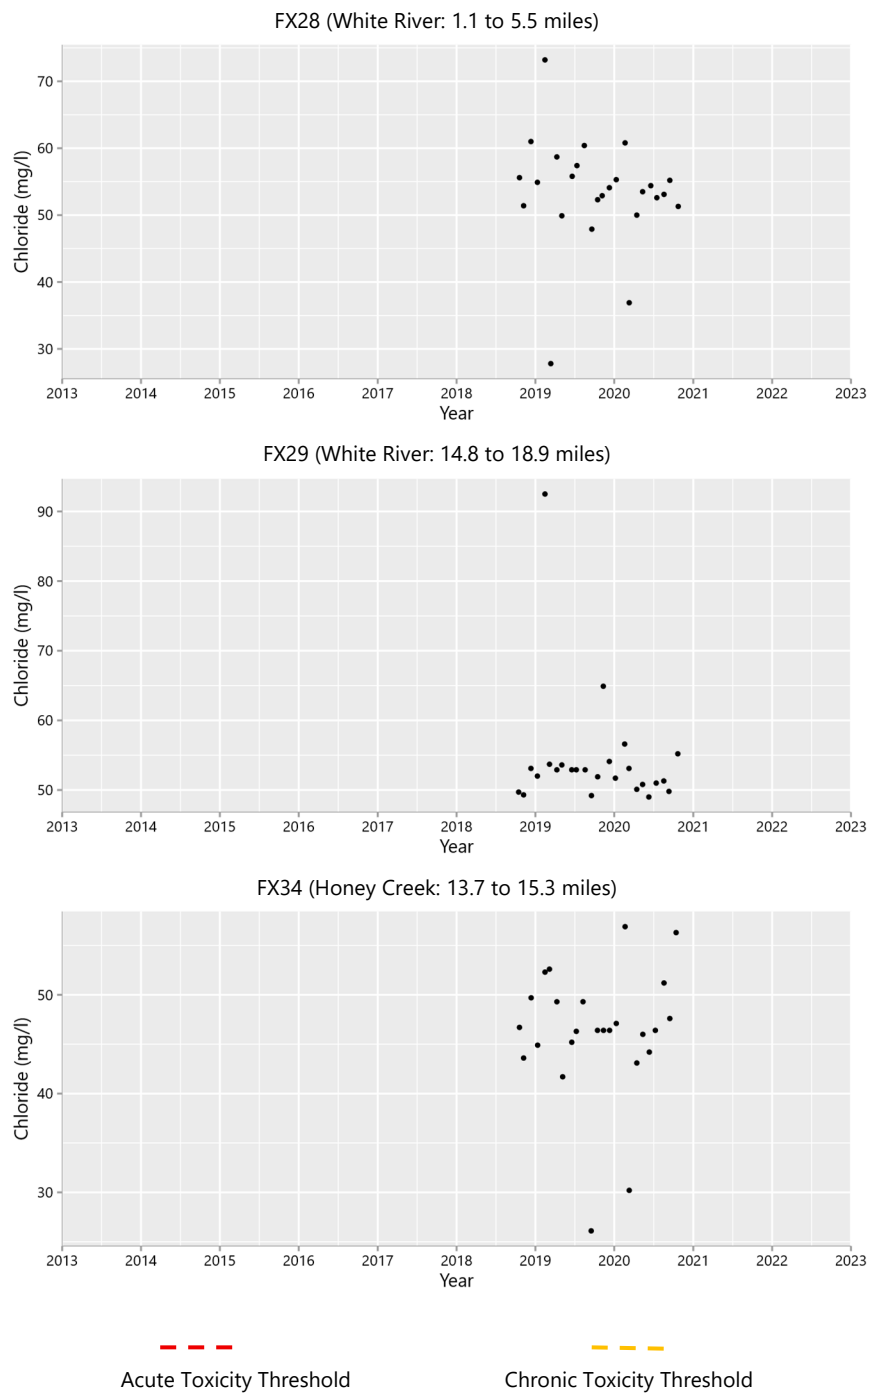 FX28 (White River: 1.1 to 5.5 miles)
70
60
50
40
30
Chloride (mg/l)
2013 2014 2015 2016 2017 2018 2019 2020 2021 2022 2023
Year
FX29 (White River: 14.8 to 18.9 miles)
90
80
70
60
50
Chloride (mg/l)
2013 2014 2015 2016 2017 2018 2019 2020 2021 2022 2023
Year
FX34 (Honey Creek: 13.7 to 15.3 miles)
50
40
30
Chloride (mg/l)
2013 2014 2015 2016 2017 2018 2019 2020 2021 2022 2023
Year
Acute Toxicity Threshold Chronic Toxicity Threshold